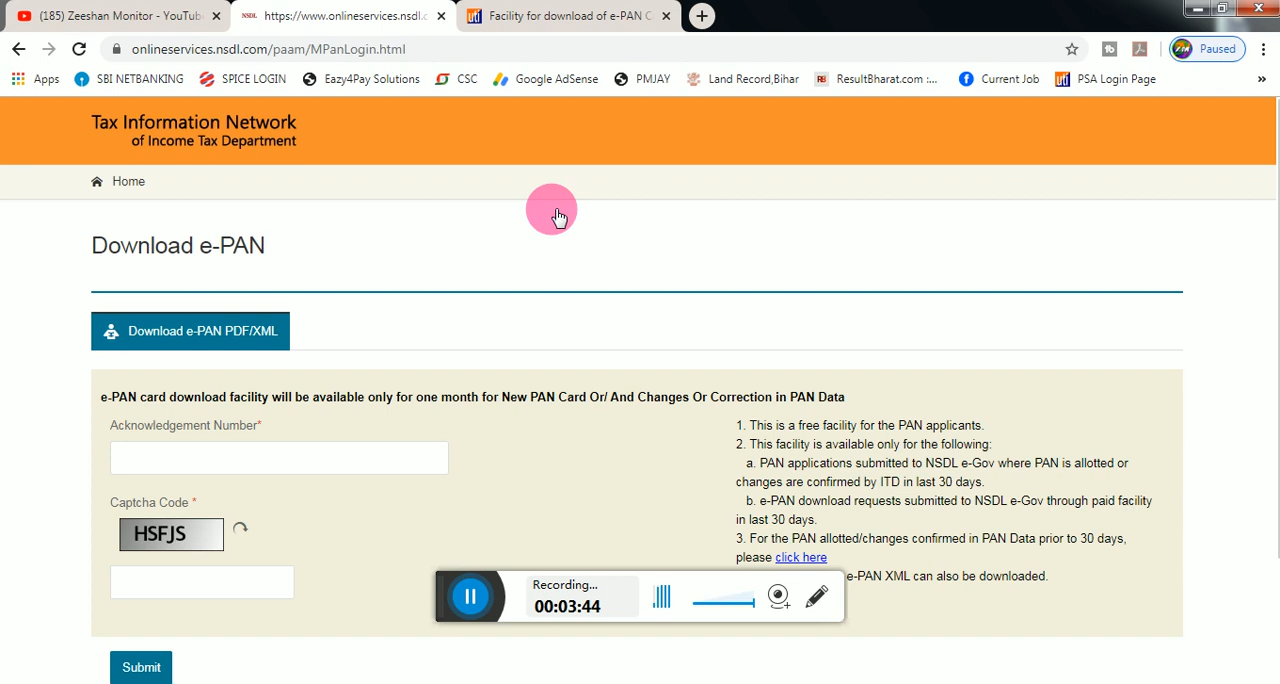 (185) Zeeshan Monitor - YouTube
NSDL https://www.onlineservices.nsdl.c
Facility for download of e-PAN C
onlineservices.nsdl.com/paam/MPanLogin.html
Paused
Apps
SBI NETBANKING
SPICE LOGIN
Eazy4Pay Solutions
CSC
Google AdSense
PMJAY
Land Record,Bihar
RB ResultBharat.com :...
Current Job
PSA Login Page
»
Tax Information Network
of Income Tax Department
Home
Download e-PAN
Download e-PAN PDF/XML
e-PAN card download facility will be available only for one month for New PAN Card Or/ And Changes Or Correction in PAN Data
Acknowledgement Number*
Captcha Code *
HSFJS
Submit
1. This is a free facility for the PAN applicants.
2. This facility is available only for the following:
a. PAN applications submitted to NSDL e-Gov where PAN is allotted or
changes are confirmed by ITD in last 30 days.
b. e-PAN download requests submitted to NSDL e-Gov through paid facility
in last 30 days.
3. For the PAN allotted/changes confirmed in PAN Data prior to 30 days,
please click here
e-PAN XML can also be downloaded.
Recording...
00:03:44